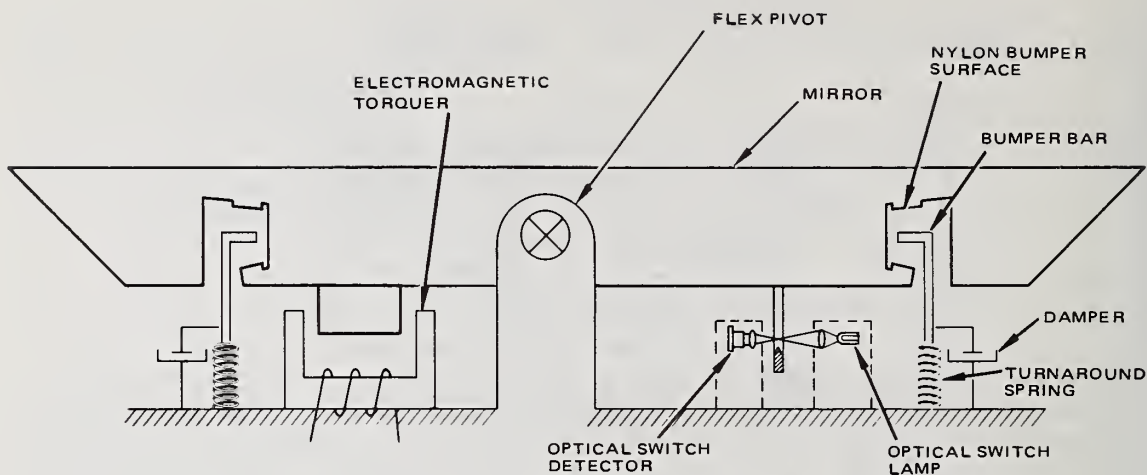 FLEX PIVOT
NYLON BUMPER
SURFACE
ELECTROMAGNETIC
TORQUER
MIRROR
BUMPER BAR
DAMPER
TURNAROUND
SPRING
OPTICAL SWITCH
DETECTOR
OPTICAL SWITCH
LAMP